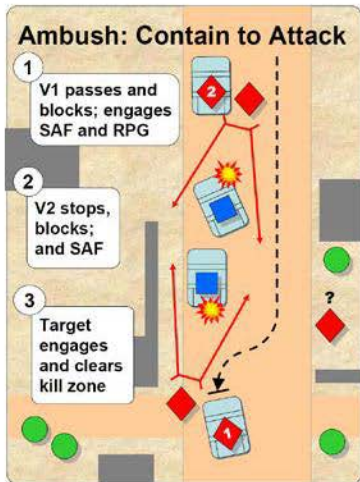 Ambush: Contain to Attack
1
V1 passes and
blocks; engages
SAF and RPG
2
V2 stops,
blocks;
and SAF
3
Target
engages
and clears
kill zone
2
?
1